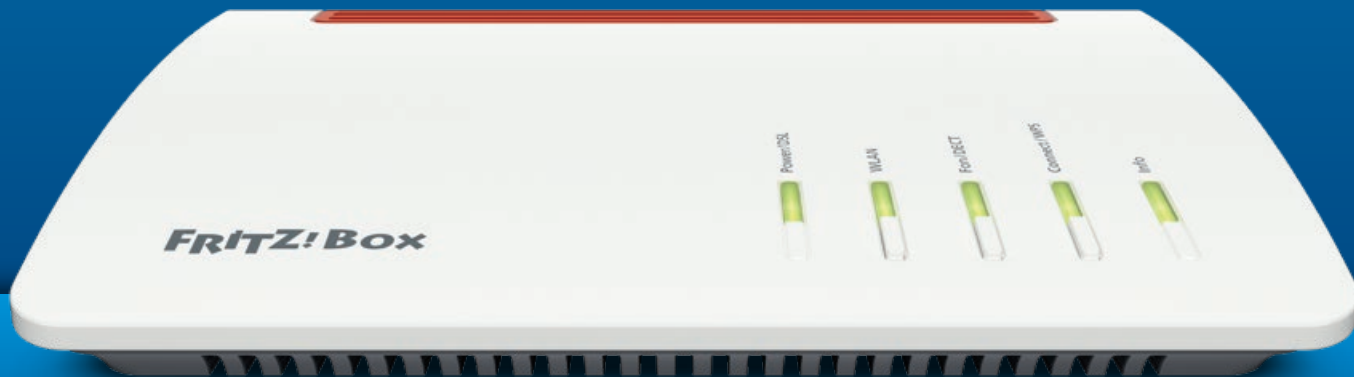 Power/DSL
WLAN
Fon/DECT
Connect/WPS
Info
FRITZ!Box